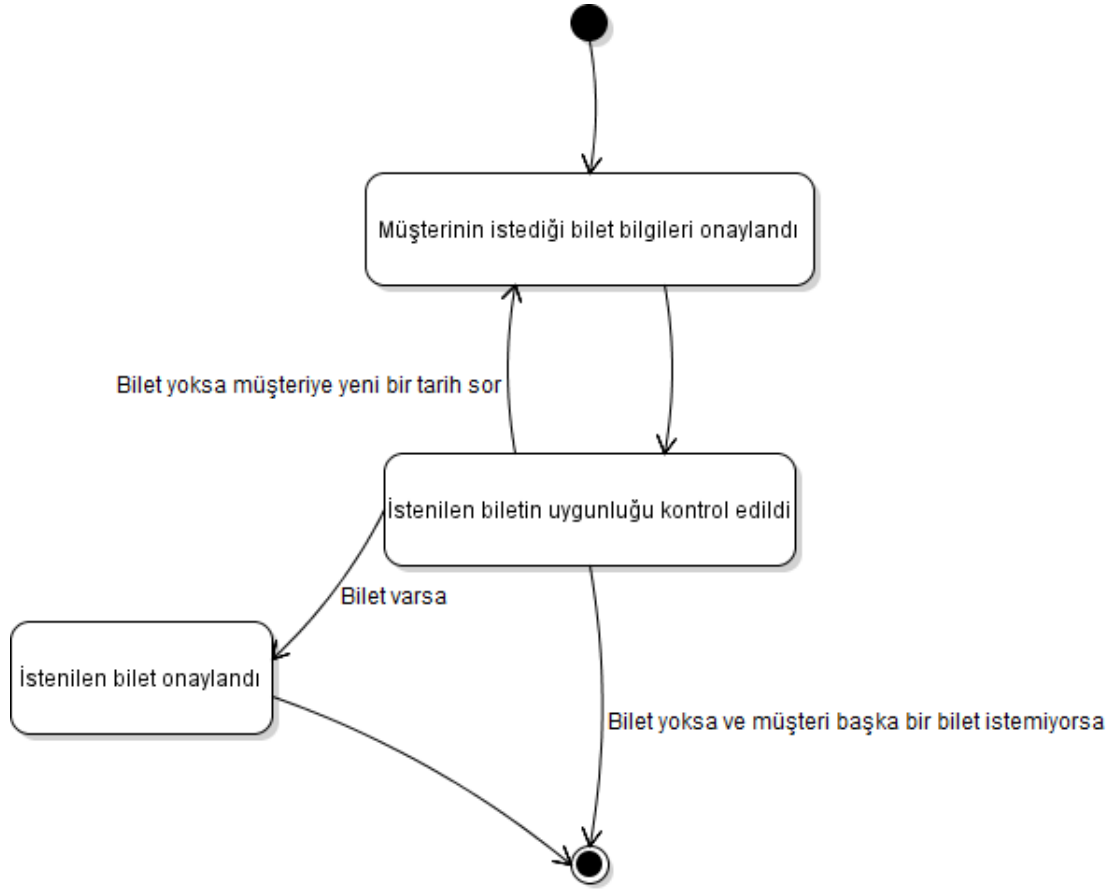 Müşterinin istediği bilet bilgileri onaylandı
Bilet yoksa müşteriye yeni bir tarih sor
İstenilen biletin uygunluğu kontrol edildi
Bilet varsa
İstenilen bilet onaylandı
Bilet yoksa ve müşteri başka bir bilet istemiyorsa